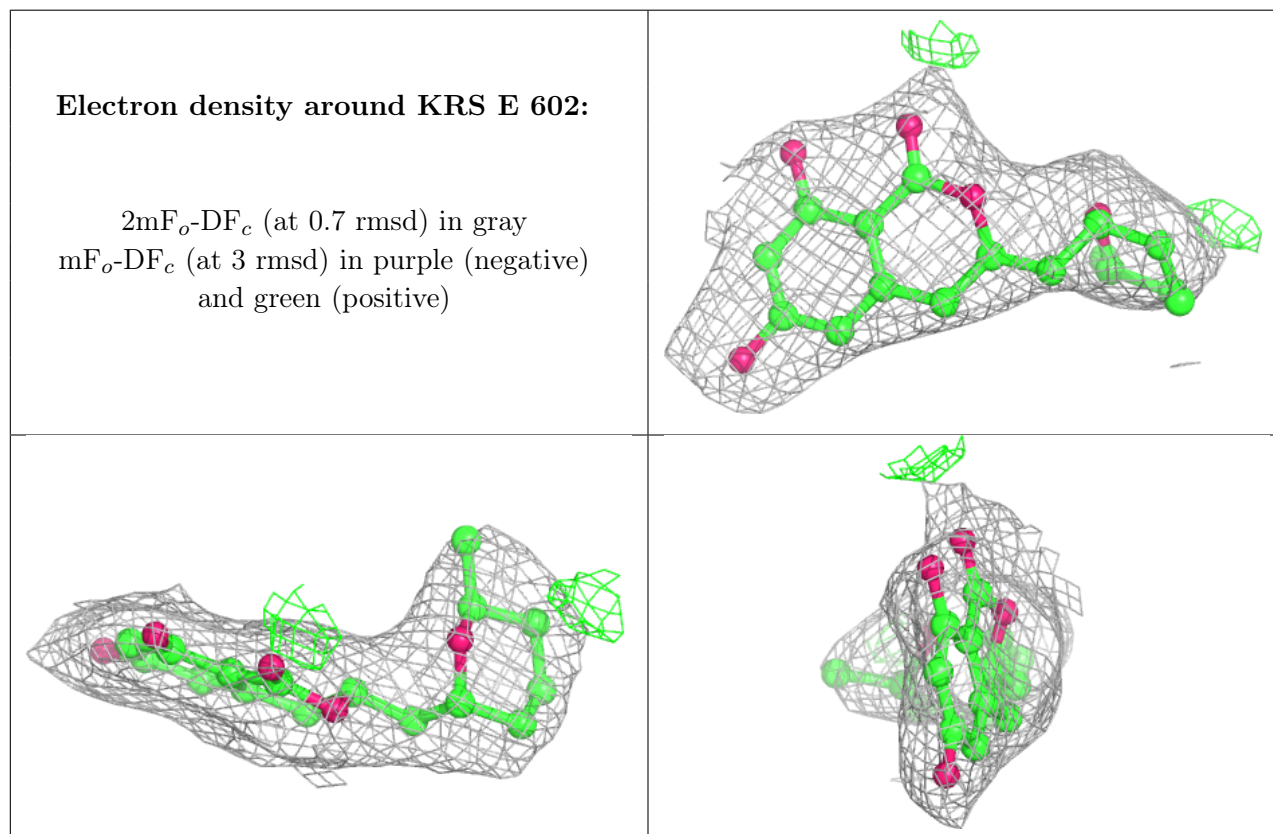 Electron density around KRS E 602:
2mFo-DFc (at 0.7 rmsd) in gray
mFo-DFc (at 3 rmsd) in purple (negative)
and green (positive)